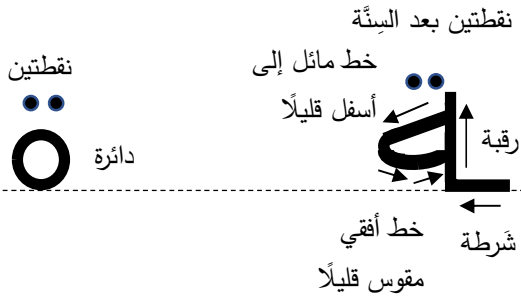 نقطتين بعد السِنَّة
خط مائل إلى
أسفل قليلًا
رقبة
شَرطة
خط أفقي
مقوس قليلًا
نقطتين
دائرة